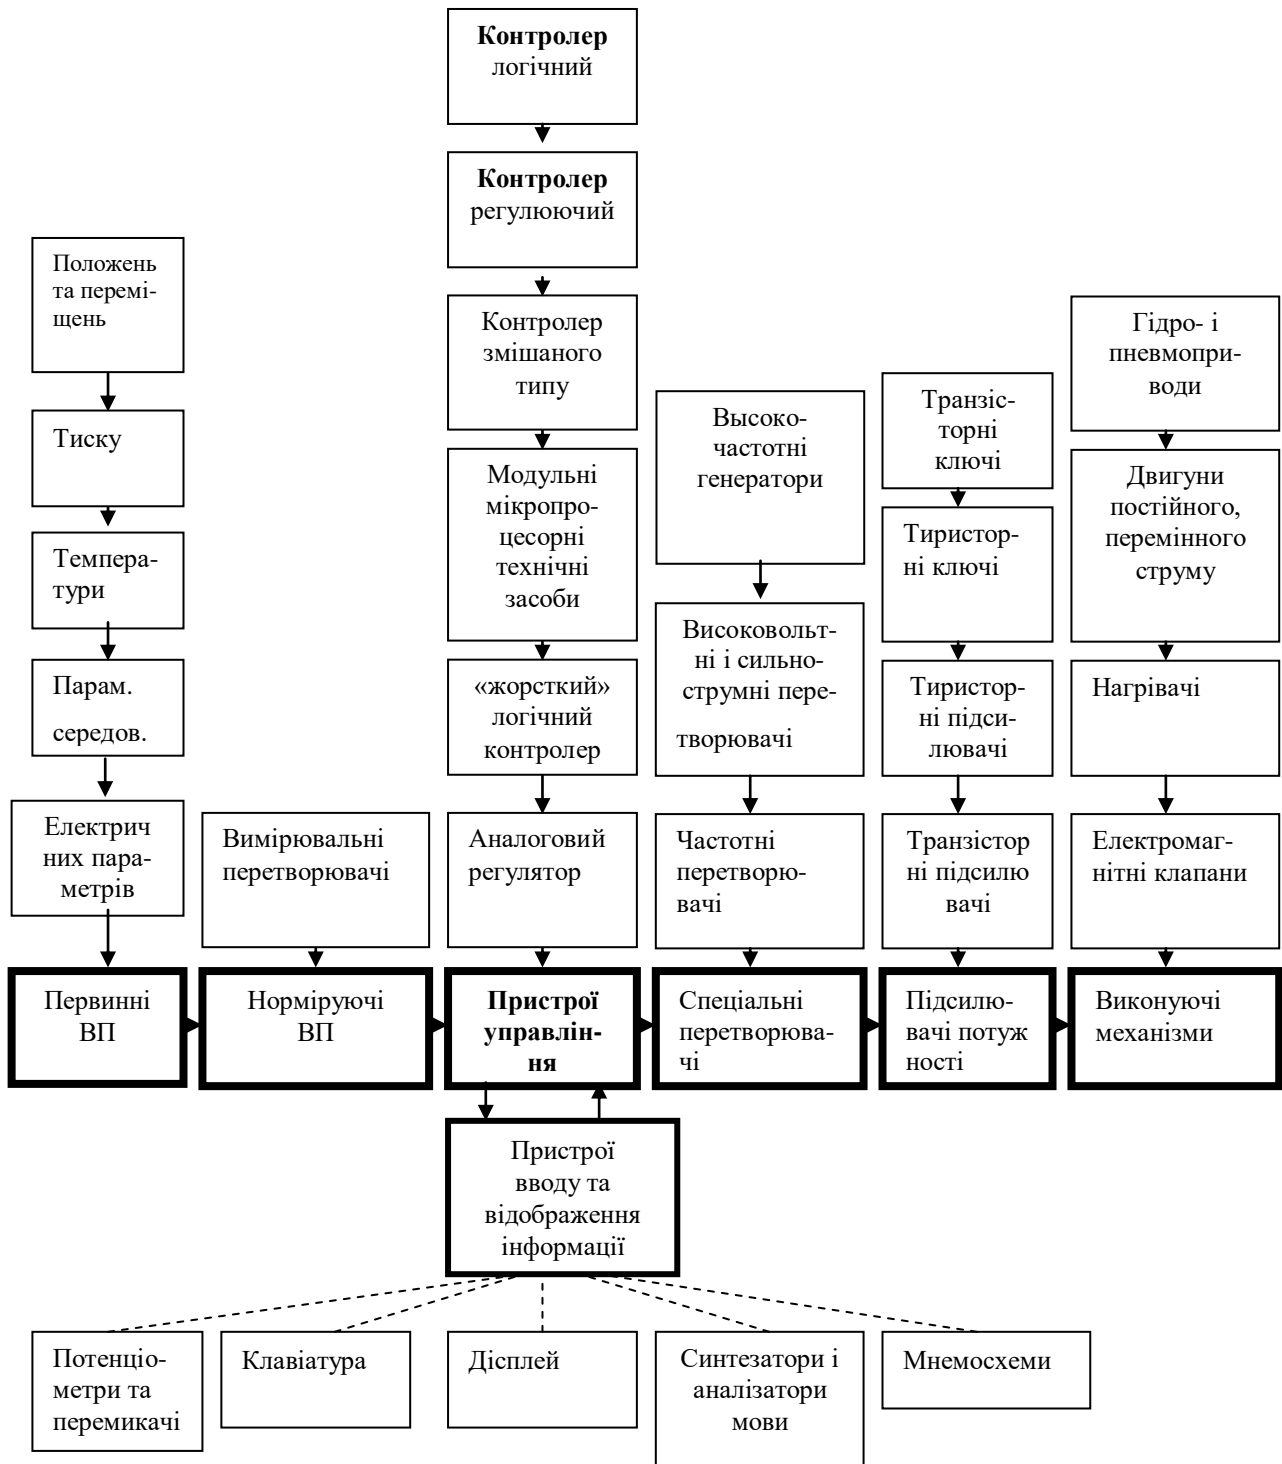 Контролер
логічний
Контролер
регулюючий
Положень
та перемі-
щень
Тиску
Темпера-
тури
Парам.
середов.
Електрич
них пара-
метрів
Вимірювальні
перетворювачі
Контролер
змішаного
типу
Модульні
мікропро-
цесорні
технічні
засоби
«жорсткий»
логічний
контролер
Аналоговий
регулятор
Высоко-
частотні
генератори
Високовольт-
ні і сильно-
струмні пере-
творювачі
Частотні
перетворю-
вачі
Транзіс-
торні
ключі
Тиристор-
ні ключі
Тиристор-
ні підси-
лювачі
Транзістор
ні підсилю
вачі
Гідро- і
пневмопри-
води
Двигуни
постійного,
перемінного
струму
Нагрівачі
Електромаг-
нітні клапани
Первинні
ВП
Норміруючі
ВП
Пристрої
управлін-
ня
Спеціальні
перетворюва-
чі
Підсилю-
вачі потуж
ності
Виконуючі
механізми
Пристрої
вводу та
відображення
інформації
Потенціо-
метри та
перемикачі
Клавіатура
Дісплей
Синтезатори і
аналізатори
мови
Мнемосхеми